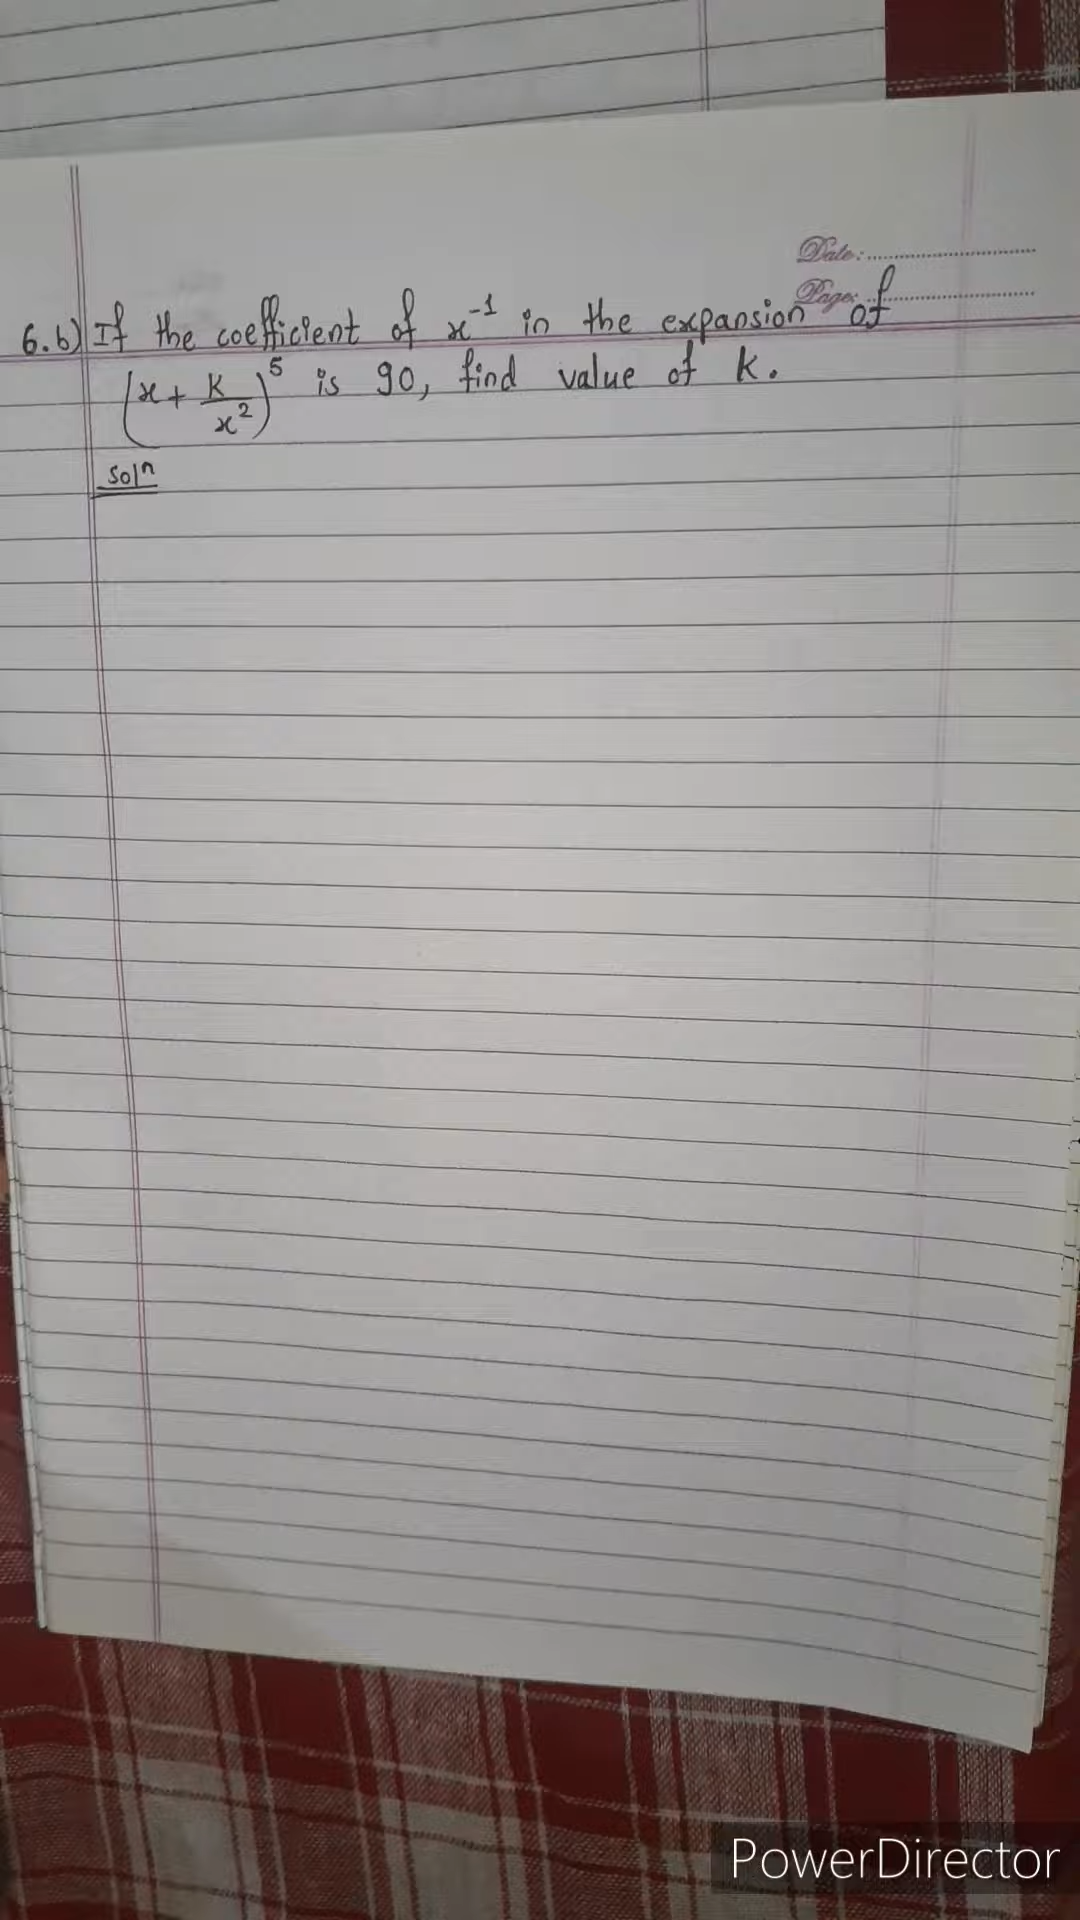 Date:
Page:
6.b) If the coefficient of x⁻¹ in the expansion of
(x + k/x²)⁵ is 90, find value of k.
Solⁿ
PowerDirector